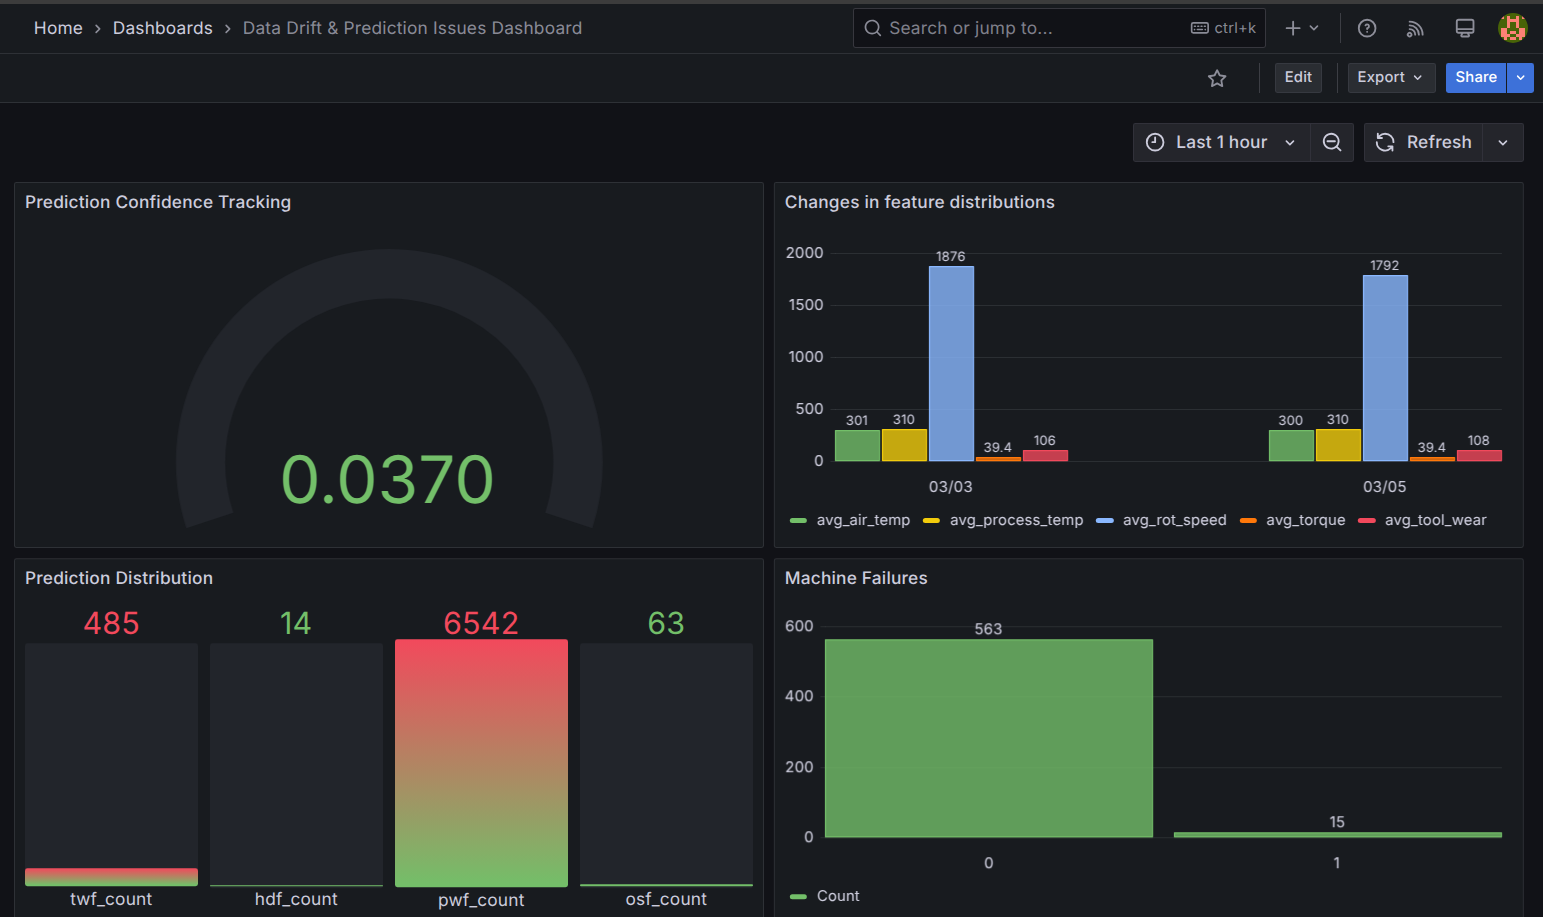 Home › Dashboards › Data Drift & Prediction Issues Dashboard
Search or jump to... ctrl+k
Edit Export Share
Last 1 hour Refresh
Prediction Confidence Tracking
0.0370
Changes in feature distributions
2000
1500
1000
500
0
301 310 1876 39.4 106
300 310 1792 39.4 108
03/03 03/05
avg_air_temp avg_process_temp avg_rot_speed avg_torque avg_tool_wear
Prediction Distribution
485 14 6542 63
twf_count hdf_count pwf_count osf_count
Machine Failures
600
400
200
0
563 15
0 1
Count